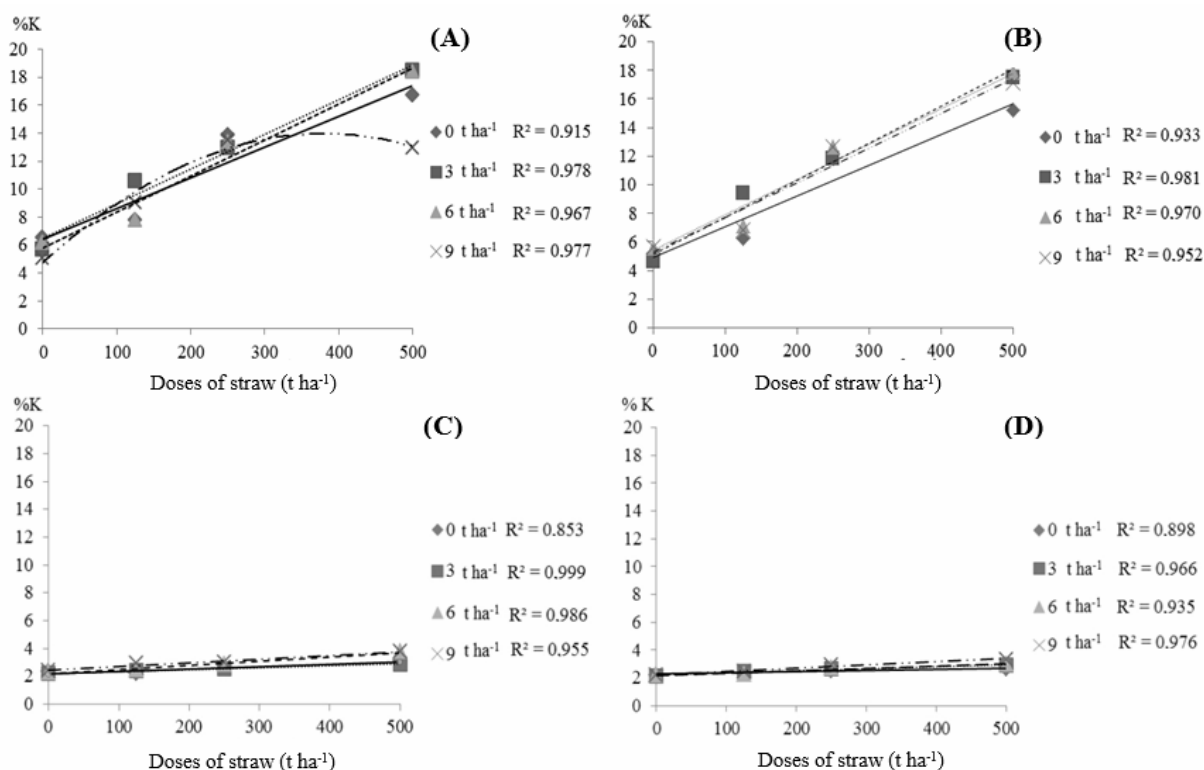 %K
(A)
20
18
16
14
12
10
8
6
4
2
0
0 100 200 300 400 500
Doses of straw (t ha⁻¹)
0 t ha⁻¹ R² = 0.915
3 t ha⁻¹ R² = 0.978
6 t ha⁻¹ R² = 0.967
9 t ha⁻¹ R² = 0.977
%K
(B)
20
18
16
14
12
10
8
6
4
2
0
0 100 200 300 400 500
Doses of straw (t ha⁻¹)
0 t ha⁻¹ R² = 0.933
3 t ha⁻¹ R² = 0.981
6 t ha⁻¹ R² = 0.970
9 t ha⁻¹ R² = 0.952
%K
(C)
20
18
16
14
12
10
8
6
4
2
0
0 100 200 300 400 500
Doses of straw (t ha⁻¹)
0 t ha⁻¹ R² = 0.853
3 t ha⁻¹ R² = 0.999
6 t ha⁻¹ R² = 0.986
9 t ha⁻¹ R² = 0.955
% K
(D)
20
18
16
14
12
10
8
6
4
2
0
0 100 200 300 400 500
Doses of straw (t ha⁻¹)
0 t ha⁻¹ R² = 0.898
3 t ha⁻¹ R² = 0.966
6 t ha⁻¹ R² = 0.935
9 t ha⁻¹ R² = 0.976